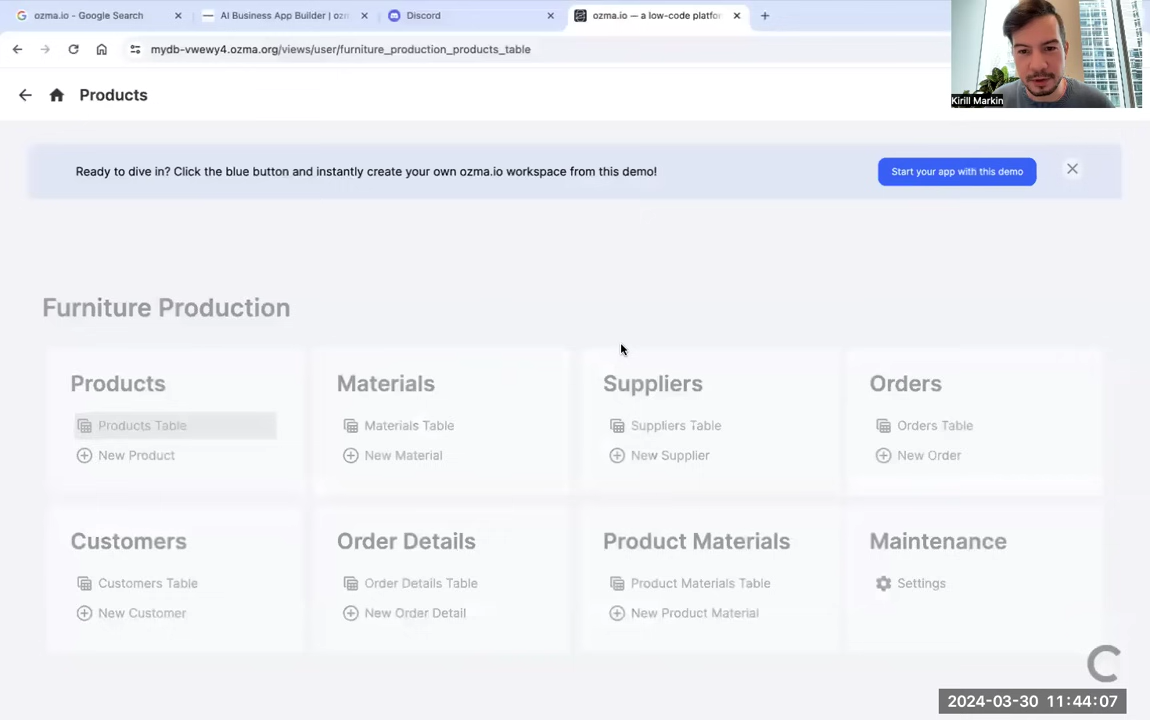 ozma.io - Google Search
AI Business App Builder | ozm
Discord
ozma.io — a low-code platfor
mydb-vwewy4.ozma.org/views/user/furniture_production_products_table
Kirill Markin
Products
Ready to dive in? Click the blue button and instantly create your own ozma.io workspace from this demo!
Start your app with this demo
Furniture Production
Products
Products Table
New Product
Materials
Materials Table
New Material
Suppliers
Suppliers Table
New Supplier
Orders
Orders Table
New Order
Customers
Customers Table
New Customer
Order Details
Order Details Table
New Order Detail
Product Materials
Product Materials Table
New Product Material
Maintenance
Settings
2024-03-30 11:44:07